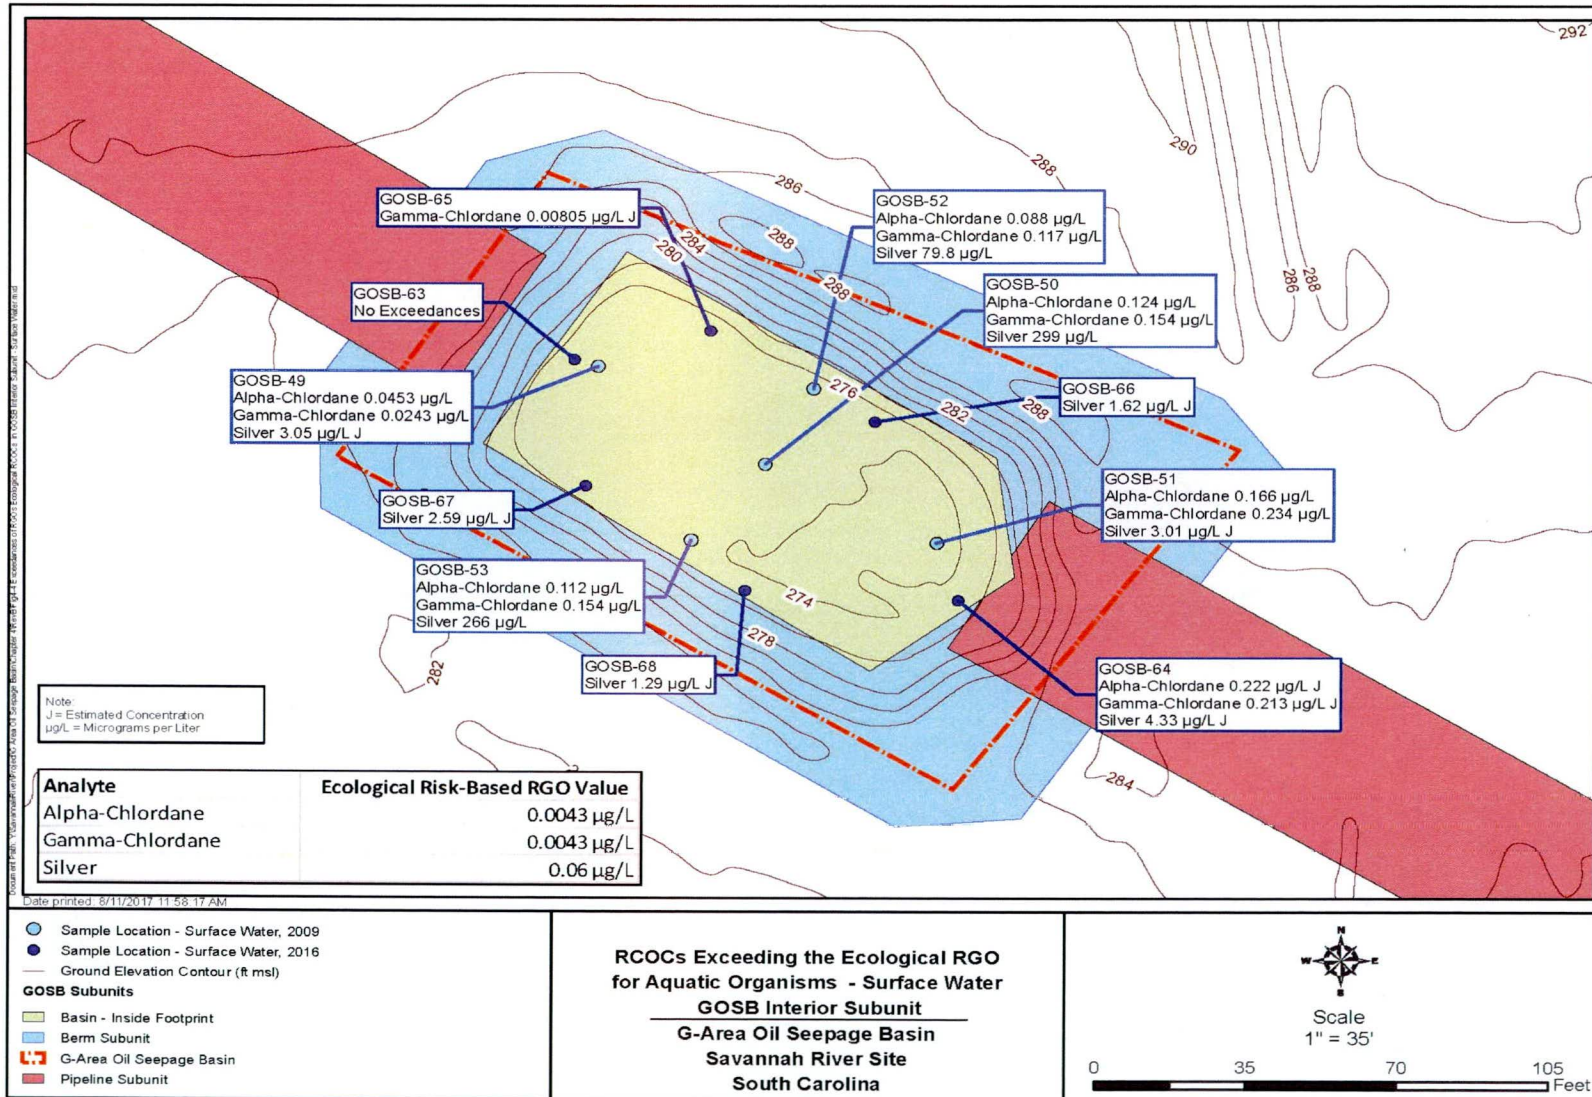 292
290
288
286
GOSB-65
Gamma-Chlordane 0.00805 µg/L J
GOSB-52
Alpha-Chlordane 0.088 µg/L
Gamma-Chlordane 0.117 µg/L
Silver 79.8 µg/L
284
280
288
288
286
288
GOSB-63
No Exceedances
GOSB-50
Alpha-Chlordane 0.124 µg/L
Gamma-Chlordane 0.154 µg/L
Silver 299 µg/L
GOSB-49
Alpha-Chlordane 0.0453 µg/L
Gamma-Chlordane 0.0243 µg/L
Silver 3.05 µg/L J
276
282
288
GOSB-66
Silver 1.62 µg/L J
GOSB-67
Silver 2.59 µg/L J
GOSB-51
Alpha-Chlordane 0.166 µg/L
Gamma-Chlordane 0.234 µg/L
Silver 3.01 µg/L J
GOSB-53
Alpha-Chlordane 0.112 µg/L
Gamma-Chlordane 0.154 µg/L
Silver 266 µg/L
274
278
282
GOSB-68
Silver 1.29 µg/L J
GOSB-64
Alpha-Chlordane 0.222 µg/L J
Gamma-Chlordane 0.213 µg/L J
Silver 4.33 µg/L J
284
Note:
J = Estimated Concentration
µg/L = Micrograms per Liter
Analyte Ecological Risk-Based RGO Value
Alpha-Chlordane 0.0043 µg/L
Gamma-Chlordane 0.0043 µg/L
Silver 0.06 µg/L
Date printed: 8/11/2017 11:58:17 AM
Sample Location - Surface Water, 2009
Sample Location - Surface Water, 2016
Ground Elevation Contour (ft msl)
GOSB Subunits
Basin - Inside Footprint
Berm Subunit
G-Area Oil Seepage Basin
Pipeline Subunit
RCOCs Exceeding the Ecological RGO
for Aquatic Organisms - Surface Water
GOSB Interior Subunit
G-Area Oil Seepage Basin
Savannah River Site
South Carolina
N
W E
S
Scale
1" = 35'
0 35 70 105
Feet